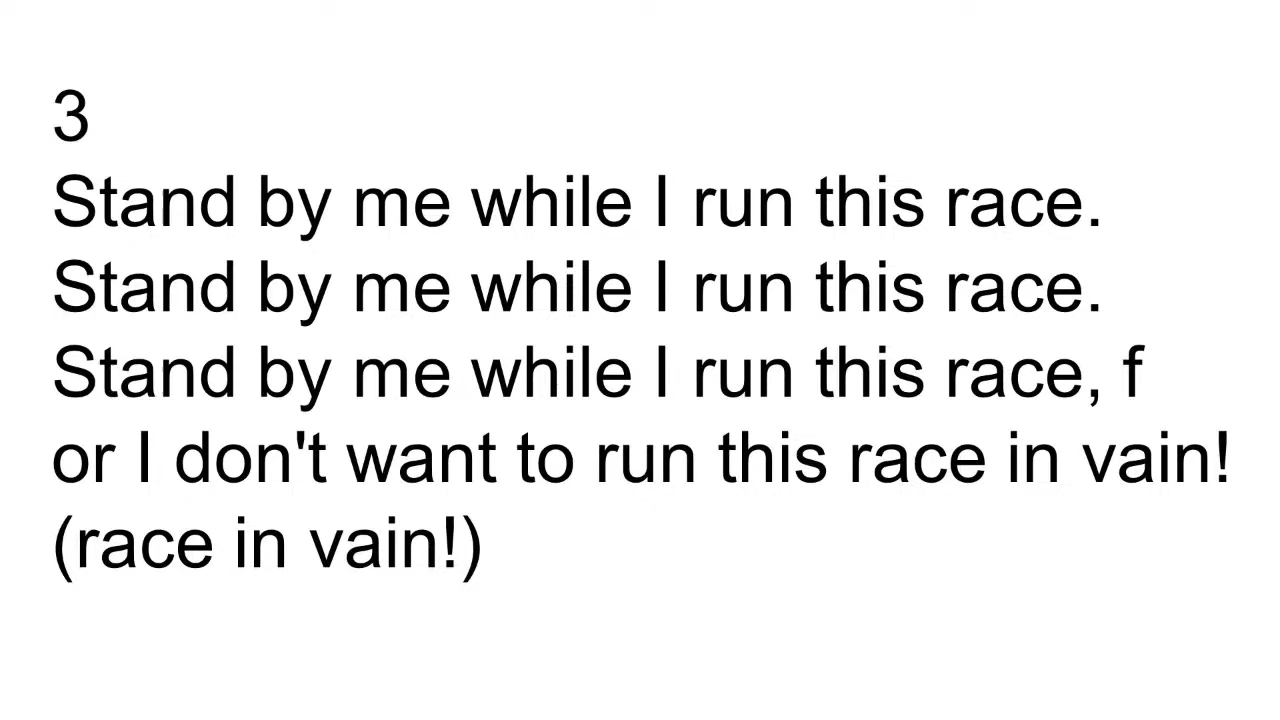 3
Stand by me while I run this race.
Stand by me while I run this race.
Stand by me while I run this race, f
or I don't want to run this race in vain!
(race in vain!)